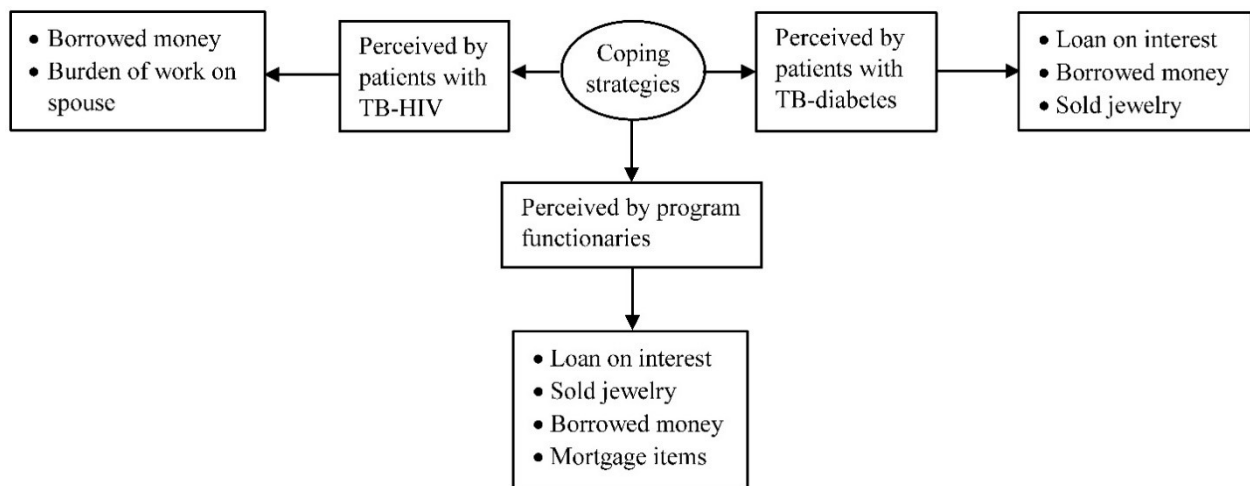 • Borrowed money
• Burden of work on
spouse
Perceived by
patients with
TB-HIV
Coping
strategies
Perceived by
patients with
TB-diabetes
• Loan on interest
• Borrowed money
• Sold jewelry
Perceived by program
functionaries
• Loan on interest
• Sold jewelry
• Borrowed money
• Mortgage items